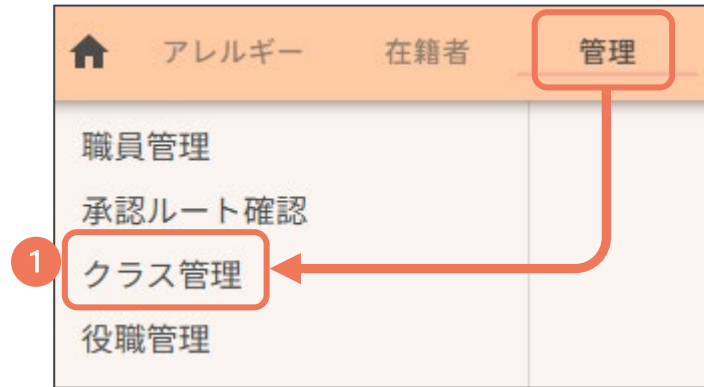 アレルギー 在籍者 管理
職員管理
承認ルート確認
1 クラス管理
役職管理